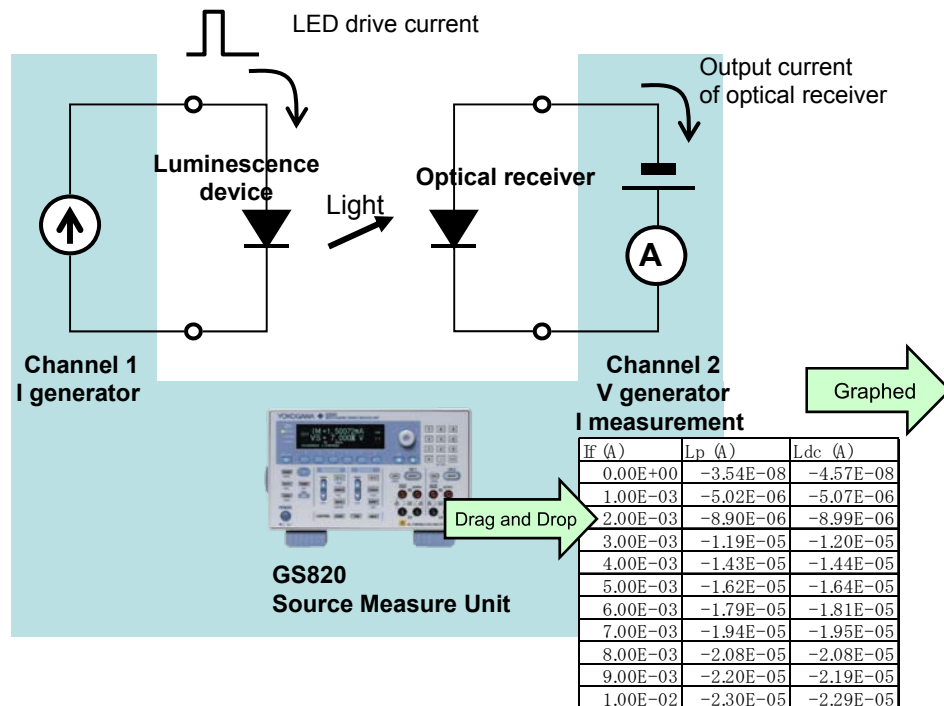 LED drive current
Output current
of optical receiver
Luminescence
device
Optical receiver
Light
A
Channel 1
I generator
Channel 2
V generator
I measurement
Graphed
YOKOGAWA
If (A) Lp (A) Ldc (A)
0.00E+00 -3.54E-08 -4.57E-08
1.00E-03 -5.02E-06 -5.07E-06
2.00E-03 -8.90E-06 -8.99E-06
3.00E-03 -1.19E-05 -1.20E-05
4.00E-03 -1.43E-05 -1.44E-05
5.00E-03 -1.62E-05 -1.64E-05
6.00E-03 -1.79E-05 -1.81E-05
7.00E-03 -1.94E-05 -1.95E-05
8.00E-03 -2.08E-05 -2.08E-05
9.00E-03 -2.20E-05 -2.19E-05
1.00E-02 -2.30E-05 -2.29E-05
Drag and Drop
GS820
Source Measure Unit